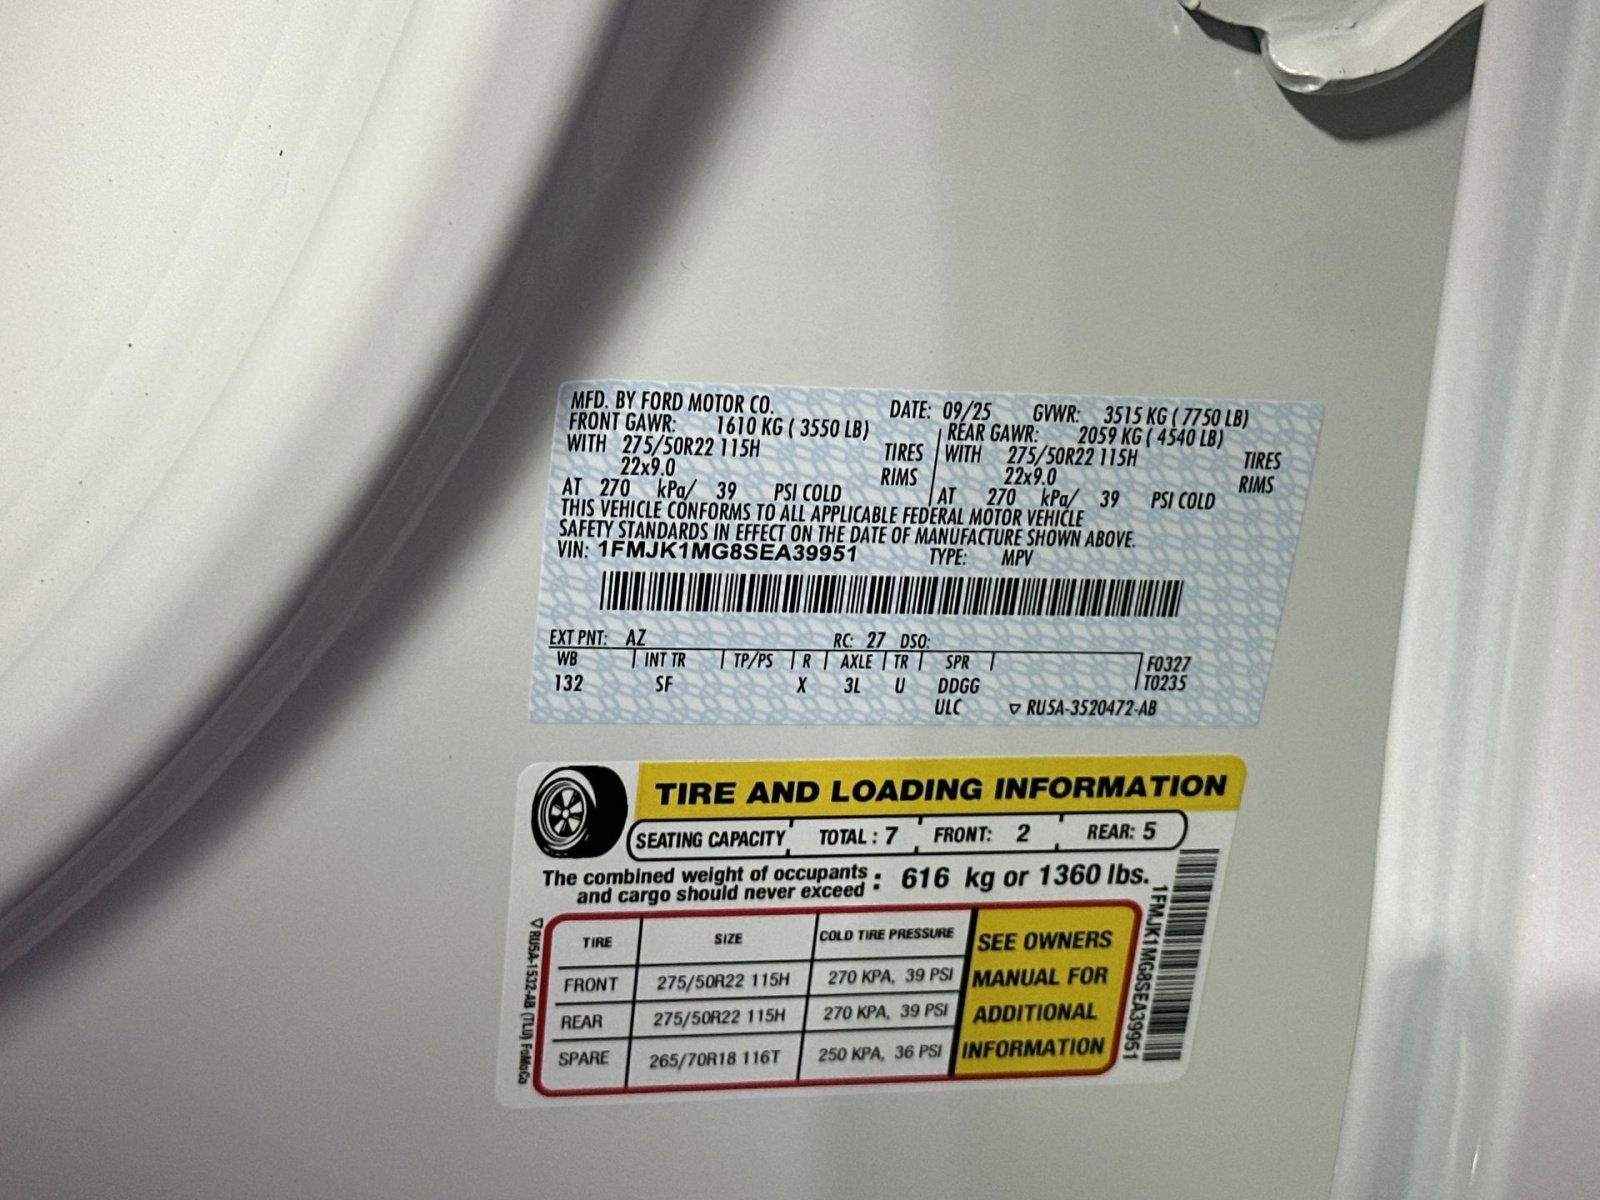 MFD. BY FORD MOTOR CO. DATE: 09/25 GVWR: 3515 KG ( 7750 LB)
FRONT GAWR: 1610 KG ( 3550 LB) REAR GAWR: 2059 KG ( 4540 LB)
WITH 275/50R22 115H TIRES WITH 275/50R22 115H TIRES
22x9.0 RIMS 22x9.0 RIMS
AT 270 kPa/ 39 PSI COLD AT 270 kPa/ 39 PSI COLD
THIS VEHICLE CONFORMS TO ALL APPLICABLE FEDERAL MOTOR VEHICLE
SAFETY STANDARDS IN EFFECT ON THE DATE OF MANUFACTURE SHOWN ABOVE.
VIN: 1FMJK1MG8SEA39951 TYPE: MPV
EXT PNT: AZ RC: 27 DSO:
WB INT TR TP/PS R AXLE TR SPR F0327
132 SF X 3L U DDGG T0235
ULC ▽ RU5A-3520472-AB
TIRE AND LOADING INFORMATION
SEATING CAPACITY TOTAL : 7 FRONT: 2 REAR: 5
The combined weight of occupants
and cargo should never exceed : 616 kg or 1360 lbs.
TIRE SIZE COLD TIRE PRESSURE
FRONT 275/50R22 115H 270 KPA, 39 PSI
REAR 275/50R22 115H 270 KPA, 39 PSI
SPARE 265/70R18 116T 250 KPA, 36 PSI
SEE OWNERS
MANUAL FOR
ADDITIONAL
INFORMATION
1FMJK1MG8SEA39951
▽ RU5A-1532-AB (TLU) FoMoCo